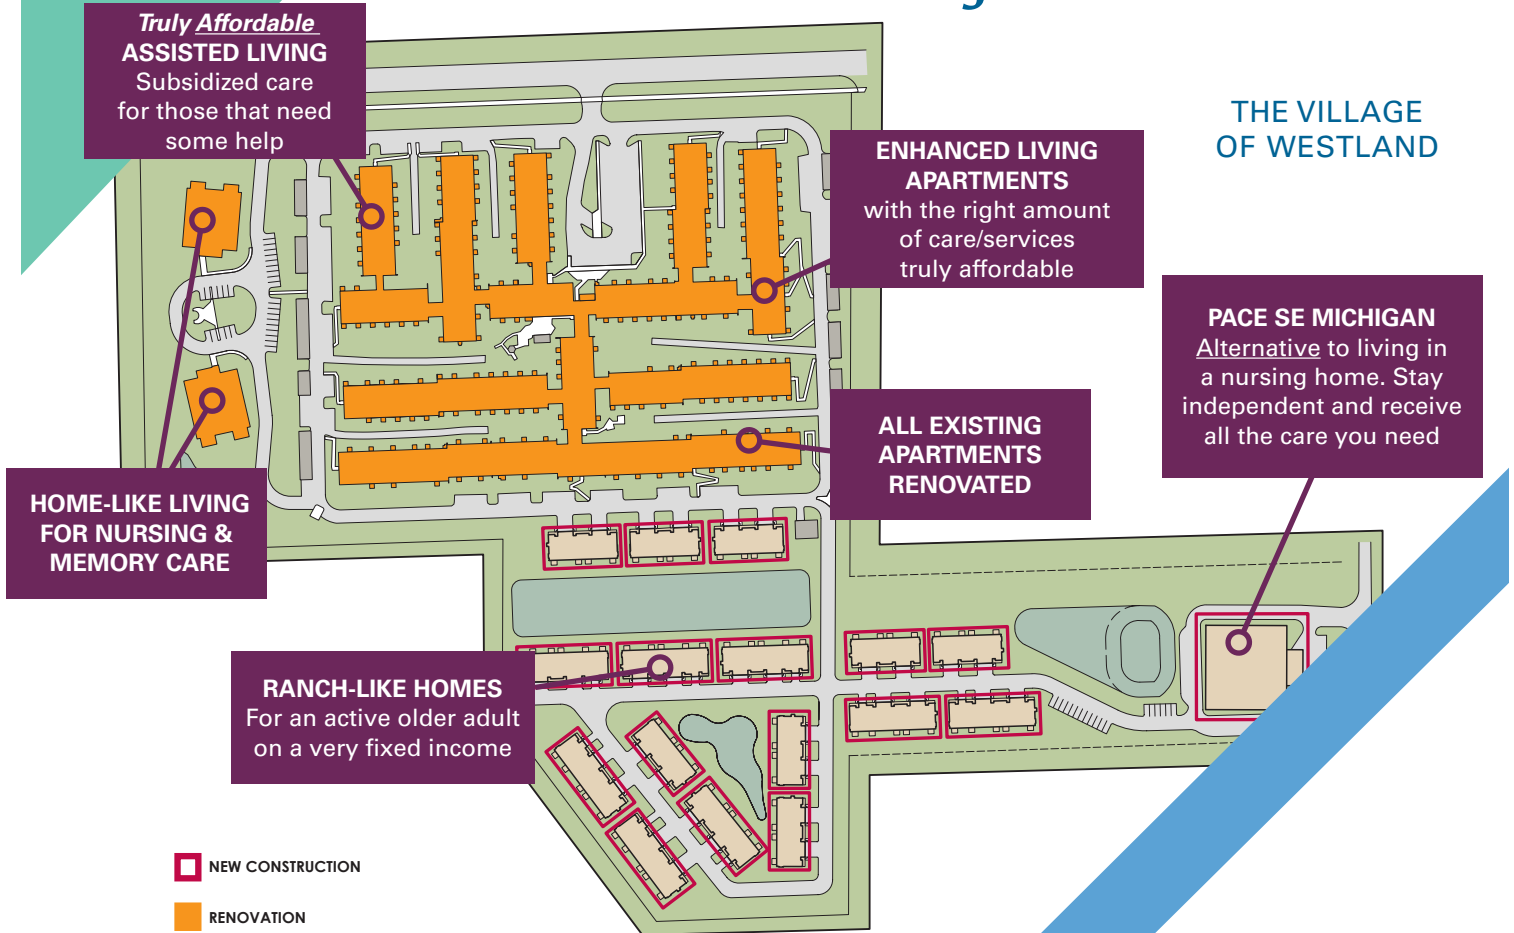 Truly Affordable
ASSISTED LIVING
Subsidized care
for those that need
some help
THE VILLAGE
OF WESTLAND
ENHANCED LIVING
APARTMENTS
with the right amount
of care/services
truly affordable
PACE SE MICHIGAN
Alternative to living in
a nursing home. Stay
independent and receive
all the care you need
ALL EXISTING
APARTMENTS
RENOVATED
HOME-LIKE LIVING
FOR NURSING &
MEMORY CARE
RANCH-LIKE HOMES
For an active older adult
on a very fixed income
NEW CONSTRUCTION
RENOVATION